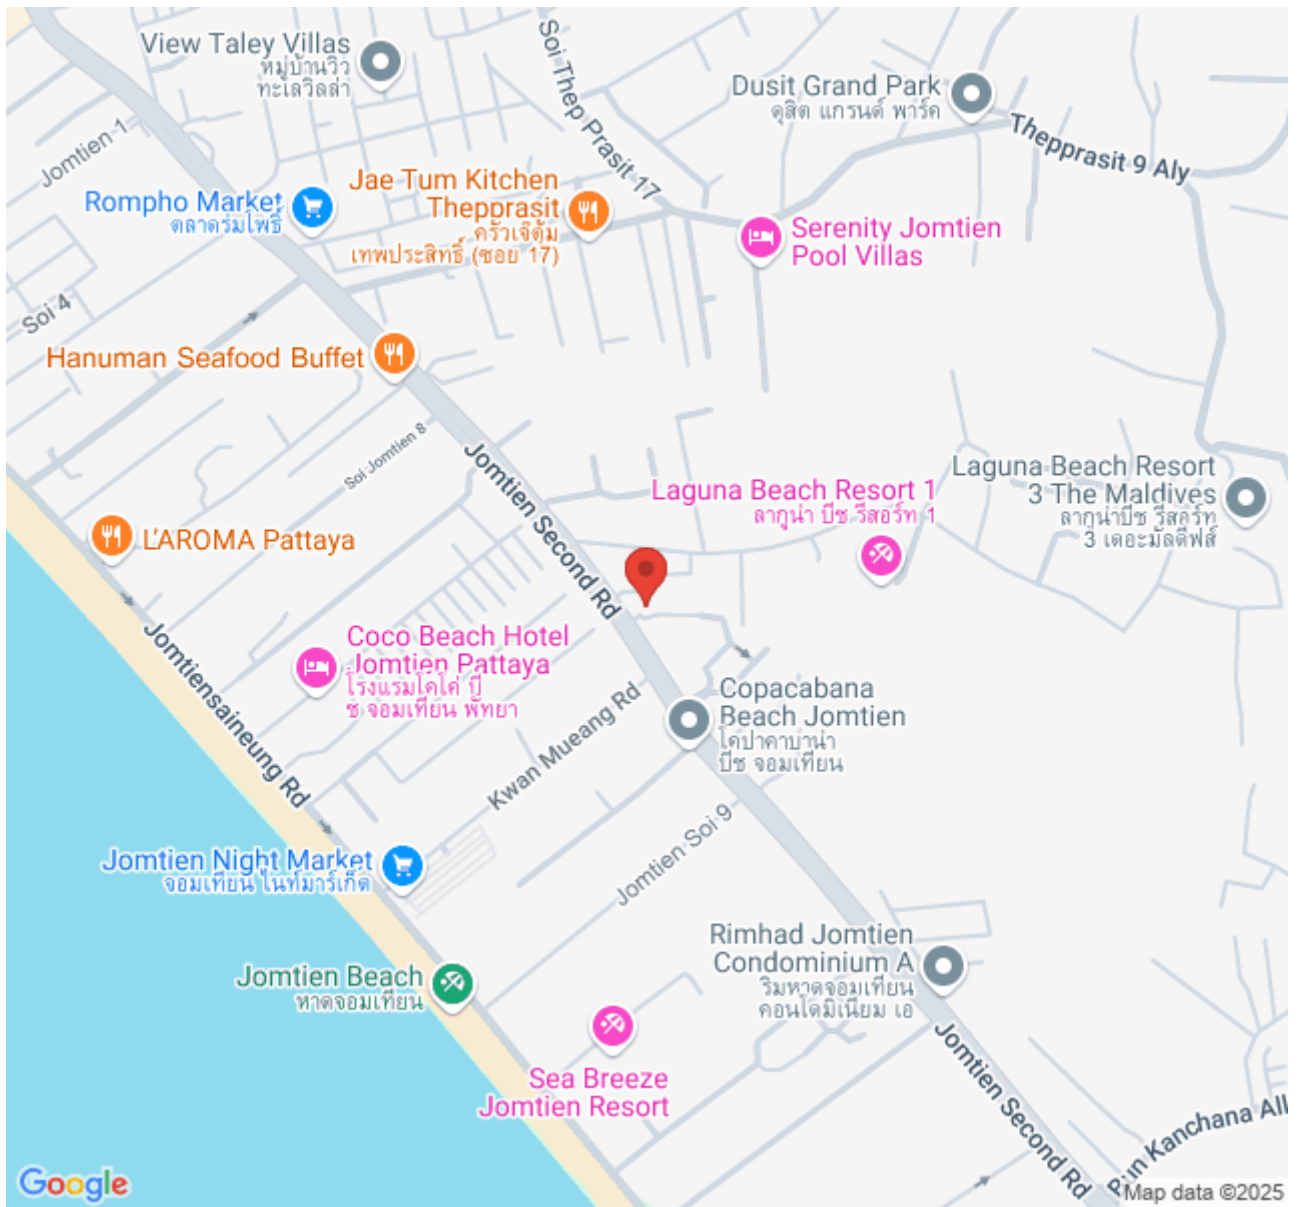 View Taley Villas
หมู่บ้านวิว
ทะเลวิลล่า
Soi Thep Prasit 17
Dusit Grand Park
ดุสิต แกรนด์ พาร์ค
Thepprasit 9 Aly
Jomtien 1
Rompho Market
ตลาดร่มโพธิ์
Jae Tum Kitchen
Thepprasit
ครัวเจ๊ตุ้ม
เทพประสิทธิ์ (ซอย 17)
Serenity Jomtien
Pool Villas
Soi 4
Hanuman Seafood Buffet
Soi Jomtien 8
Jomtien Second Rd
Laguna Beach Resort
3 The Maldives
ลากูน่าบีช รีสอร์ท
3 เดอะมัลดีฟส์
Laguna Beach Resort 1
ลากูน่า บีช รีสอร์ท 1
L'AROMA Pattaya
Jomtiensaineung Rd
Coco Beach Hotel
Jomtien Pattaya
โรงแรมโคโค่ บี
ช จอมเทียน พัทยา
Kwan Mueang Rd
Copacabana
Beach Jomtien
โคปาคาบาน่า
บีช จอมเทียน
Jomtien Soi 9
Jomtien Night Market
จอมเทียน ไนท์มาร์เก็ต
Rimhad Jomtien
Condominium A
ริมหาดจอมเทียน
คอนโดมิเนียม เอ
Jomtien Beach
หาดจอมเทียน
Sea Breeze
Jomtien Resort
Jomtien Second Rd
Pun Kanchana All
Google
Map data ©2025